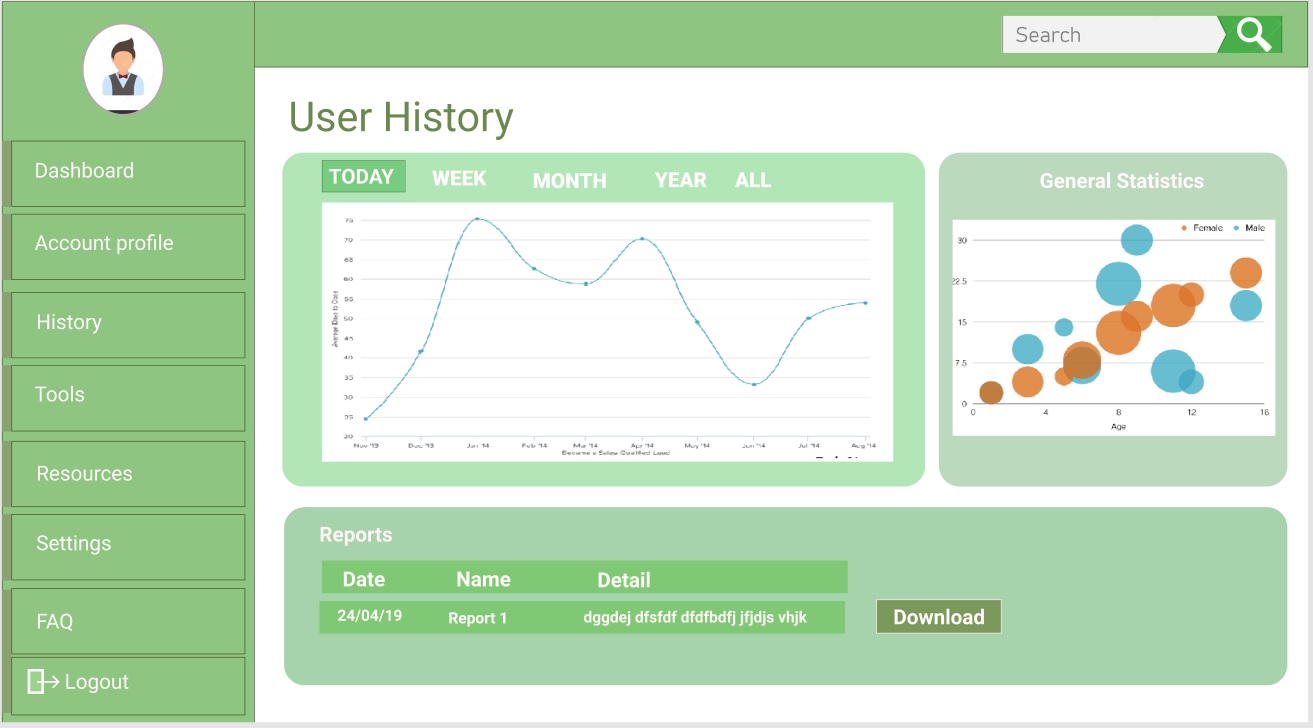 Search
User History
Dashboard
Account profile
History
Tools
Resources
Settings
FAQ
Logout
TODAY WEEK MONTH YEAR ALL
75
70
65
60
55
50
45
40
35
30
25
20
Average Days to Close
Nov '13 Dec '13 Jan '14 Feb '14 Mar '14 Apr '14 May '14 Jun '14 Jul '14 Aug '14
Became a Sales Qualified Lead
General Statistics
Female Male
30
22.5
15
7.5
0
0 4 8 12 16
Age
Reports
Date Name Detail
24/04/19 Report 1 dggdej dfsfdf dfdfbdfj jfjdjs vhjk
Download